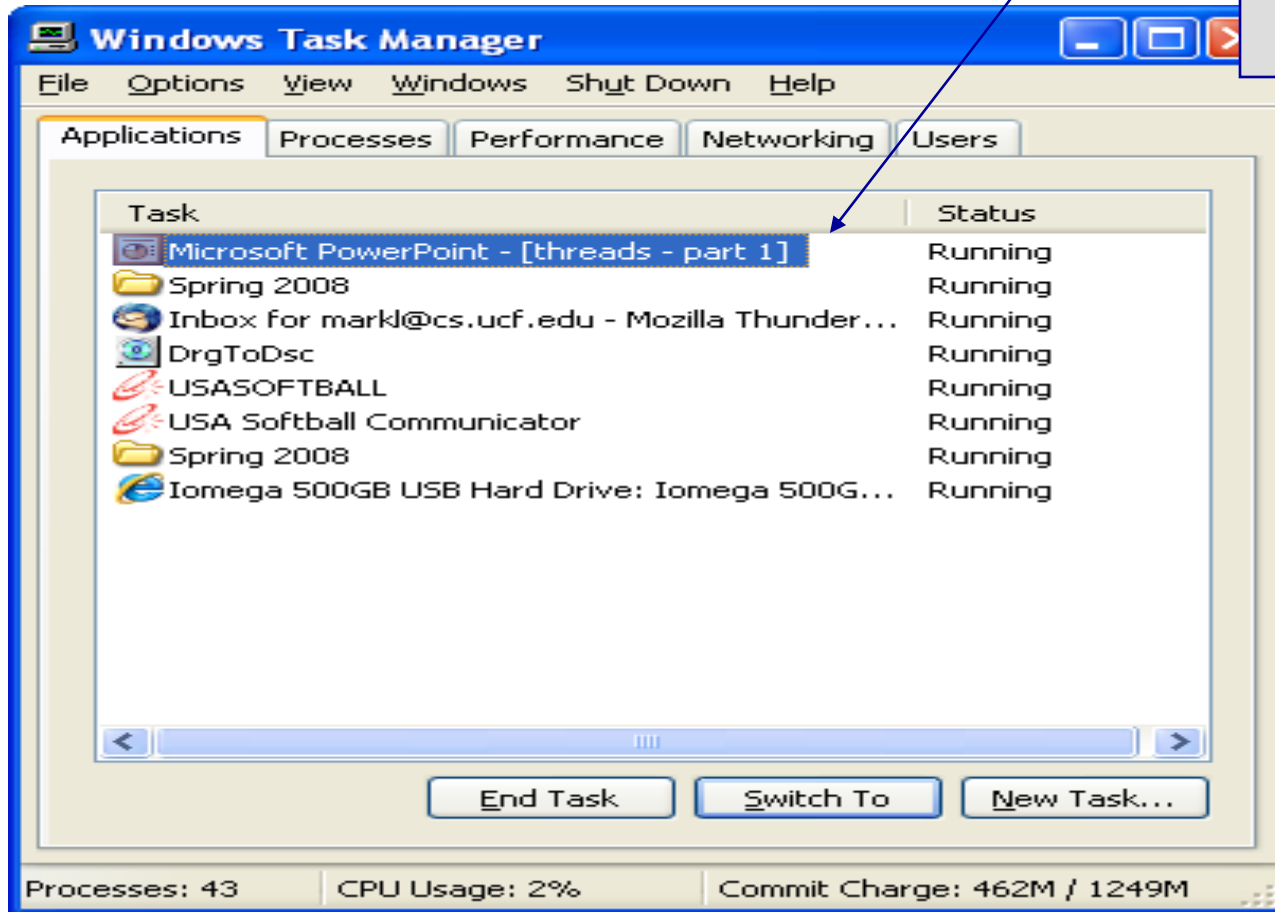 Windows Task Manager
File Options View Windows Shut Down Help
Applications Processes Performance Networking Users
Task Status
Microsoft PowerPoint - [threads - part 1] Running
Spring 2008 Running
Inbox for markl@cs.ucf.edu - Mozilla Thunder... Running
DrgToDsc Running
USASOFTBALL Running
USA Softball Communicator Running
Spring 2008 Running
Iomega 500GB USB Hard Drive: Iomega 500G... Running
End Task Switch To New Task...
Processes: 43 CPU Usage: 2% Commit Charge: 462M / 1249M